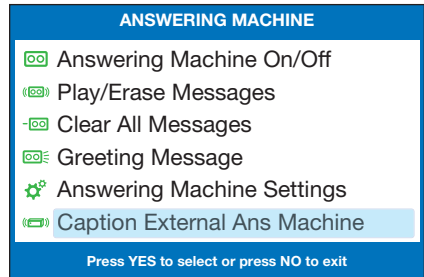 ANSWERING MACHINE
Answering Machine On/Off
Play/Erase Messages
Clear All Messages
Greeting Message
Answering Machine Settings
Caption External Ans Machine
Press YES to select or press NO to exit